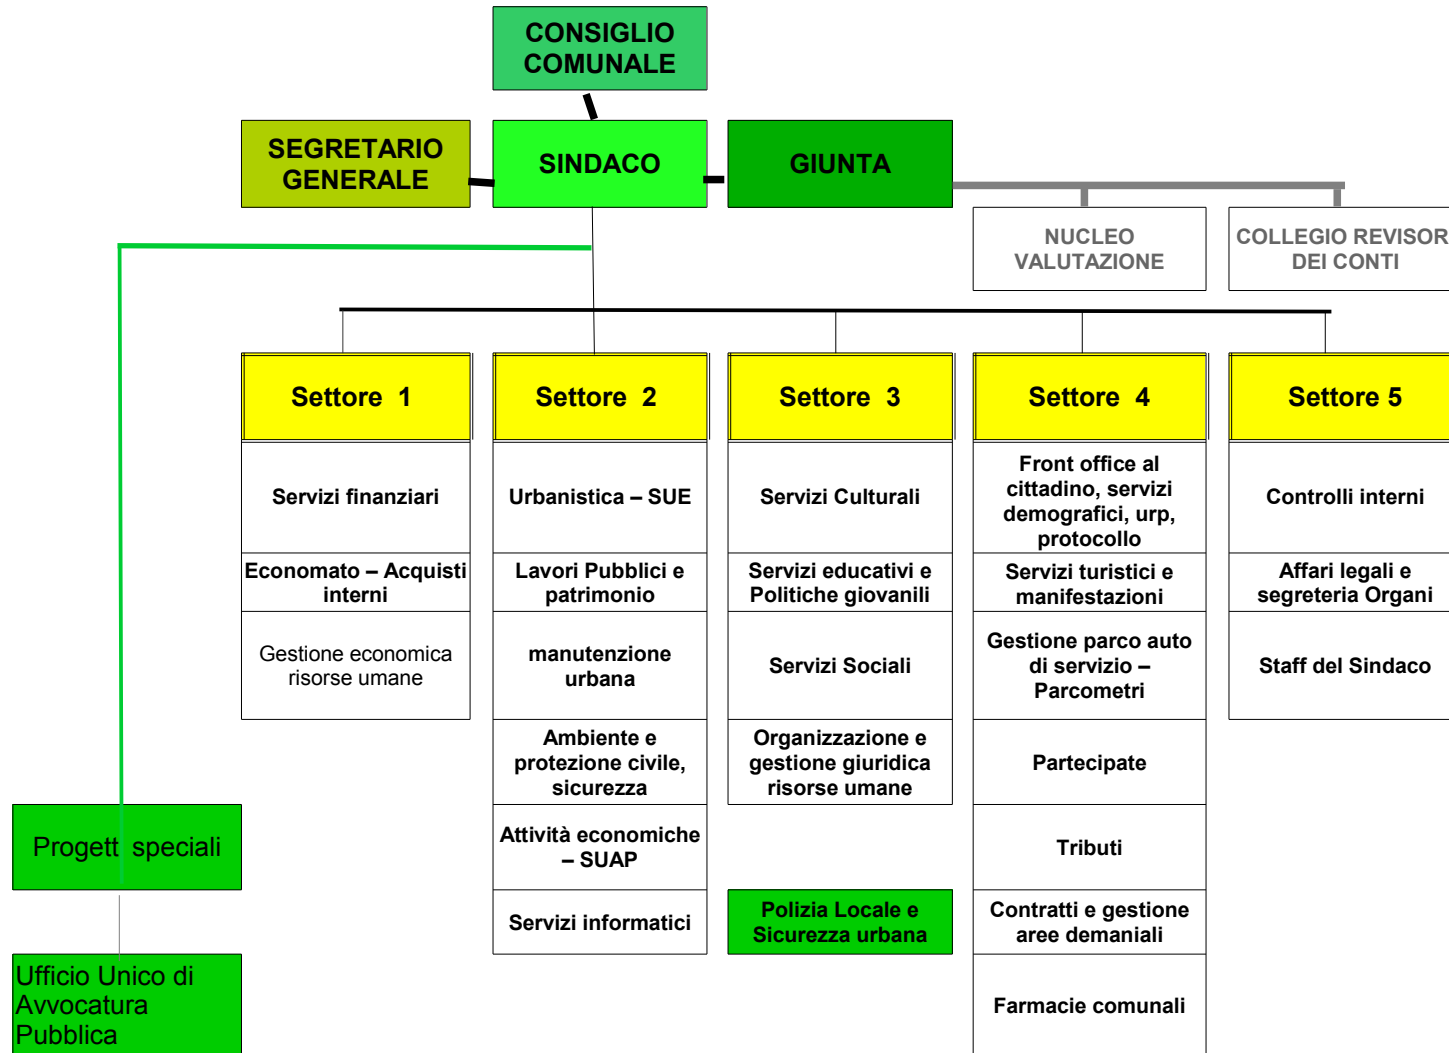 CONSIGLIO
COMUNALE
SEGRETARIO
GENERALE
SINDACO
GIUNTA
NUCLEO
VALUTAZIONE
COLLEGIO REVISOR
DEI CONTI
Settore 1
Settore 2
Settore 3
Settore 4
Settore 5
Servizi finanziari
Economato – Acquisti
interni
Gestione economica
risorse umane
Urbanistica – SUE
Lavori Pubblici e
patrimonio
manutenzione
urbana
Ambiente e
protezione civile,
sicurezza
Attività economiche
– SUAP
Servizi informatici
Servizi Culturali
Servizi educativi e
Politiche giovanili
Servizi Sociali
Organizzazione e
gestione giuridica
risorse umane
Polizia Locale e
Sicurezza urbana
Front office al
cittadino, servizi
demografici, urp,
protocollo
Servizi turistici e
manifestazioni
Gestione parco auto
di servizio –
Parcometri
Partecipate
Tributi
Contratti e gestione
aree demaniali
Farmacie comunali
Controlli interni
Affari legali e
segreteria Organi
Staff del Sindaco
Progett speciali
Ufficio Unico di
Avvocatura
Pubblica